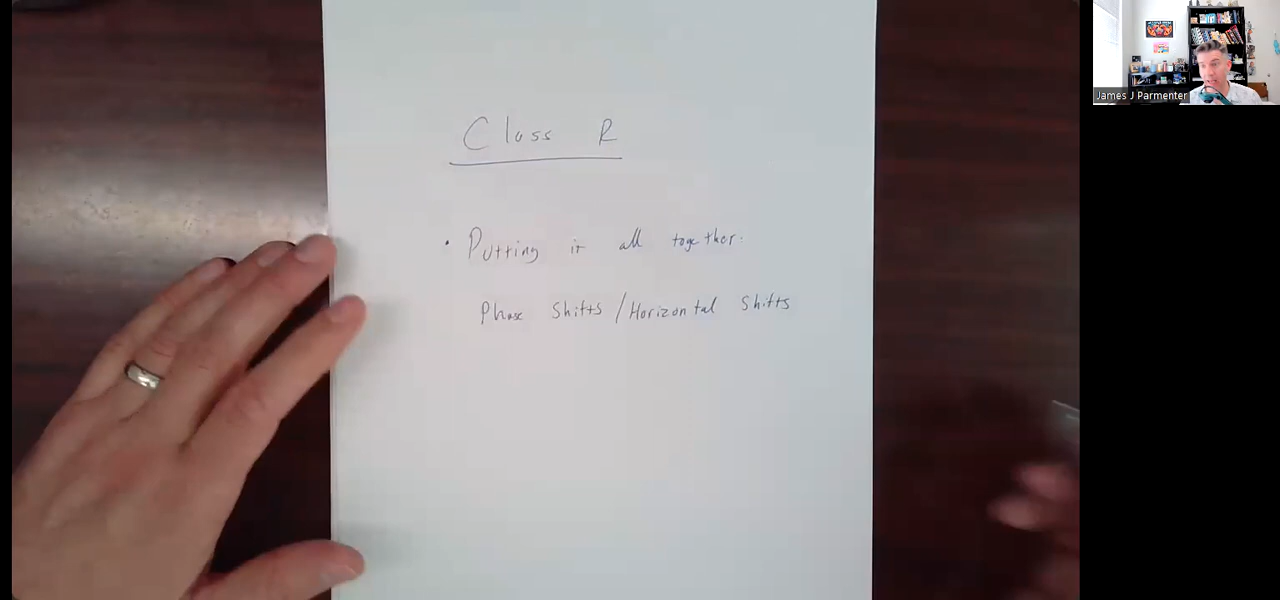 James J Parmenter
Class R
· Putting it all together.
Phase Shifts / Horizontal Shifts